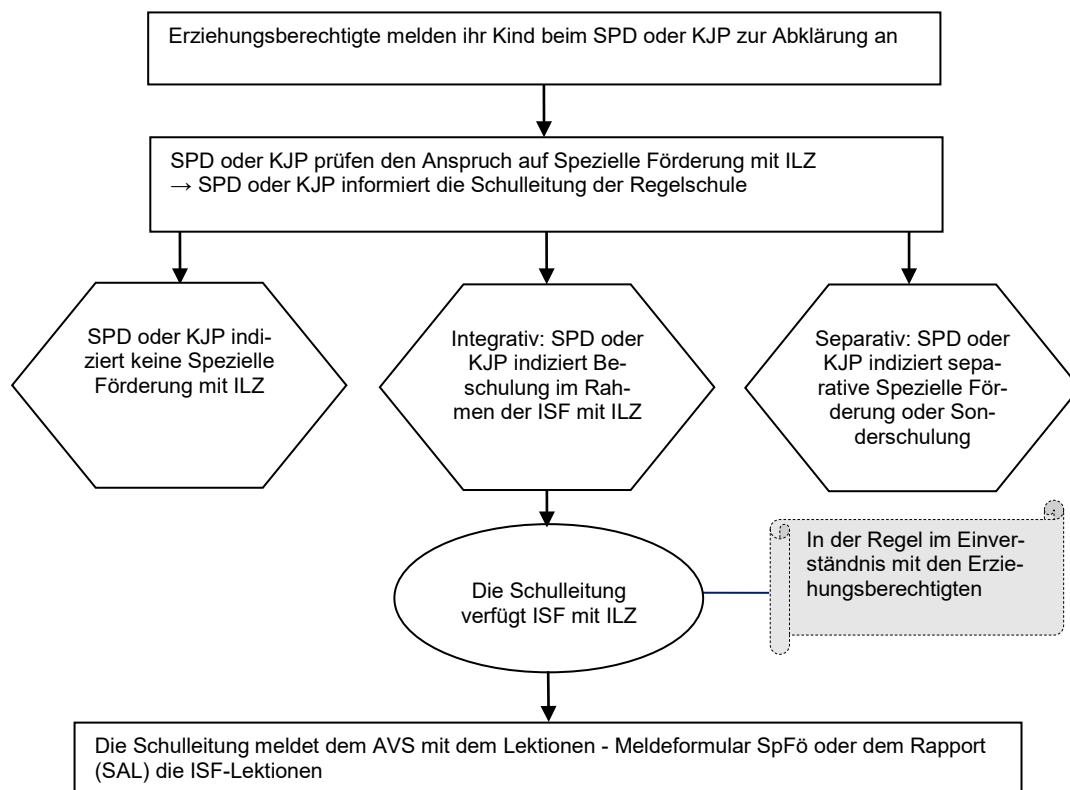 Erziehungsberechtigte melden ihr Kind beim SPD oder KJP zur Abklärung an
SPD oder KJP prüfen den Anspruch auf Spezielle Förderung mit ILZ
→ SPD oder KJP informiert die Schulleitung der Regelschule
SPD oder KJP indi-
ziert keine Spezielle
Förderung mit ILZ
Integrativ: SPD oder
KJP indiziert Be-
schulung im Rah-
men der ISF mit ILZ
Separativ: SPD oder
KJP indiziert sepa-
rative Spezielle För-
derung oder Son-
derschulung
In der Regel im Einver-
ständnis mit den Erzie-
hungsberechtigten
Die Schulleitung
verfügt ISF mit ILZ
Die Schulleitung meldet dem AVS mit dem Lektionen - Meldeformular SpFö oder dem Rapport
(SAL) die ISF-Lektionen